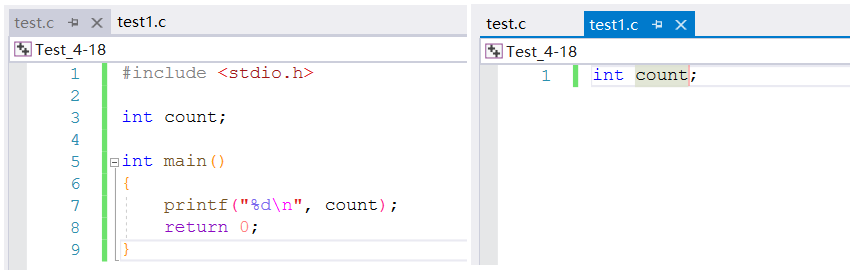 test.c test1.c
Test_4-18
1 #include <stdio.h>
2
3 int count;
4
5 int main()
6 {
7 printf("%d\n", count);
8 return 0;
9 }
test.c test1.c
Test_4-18
1 int count;